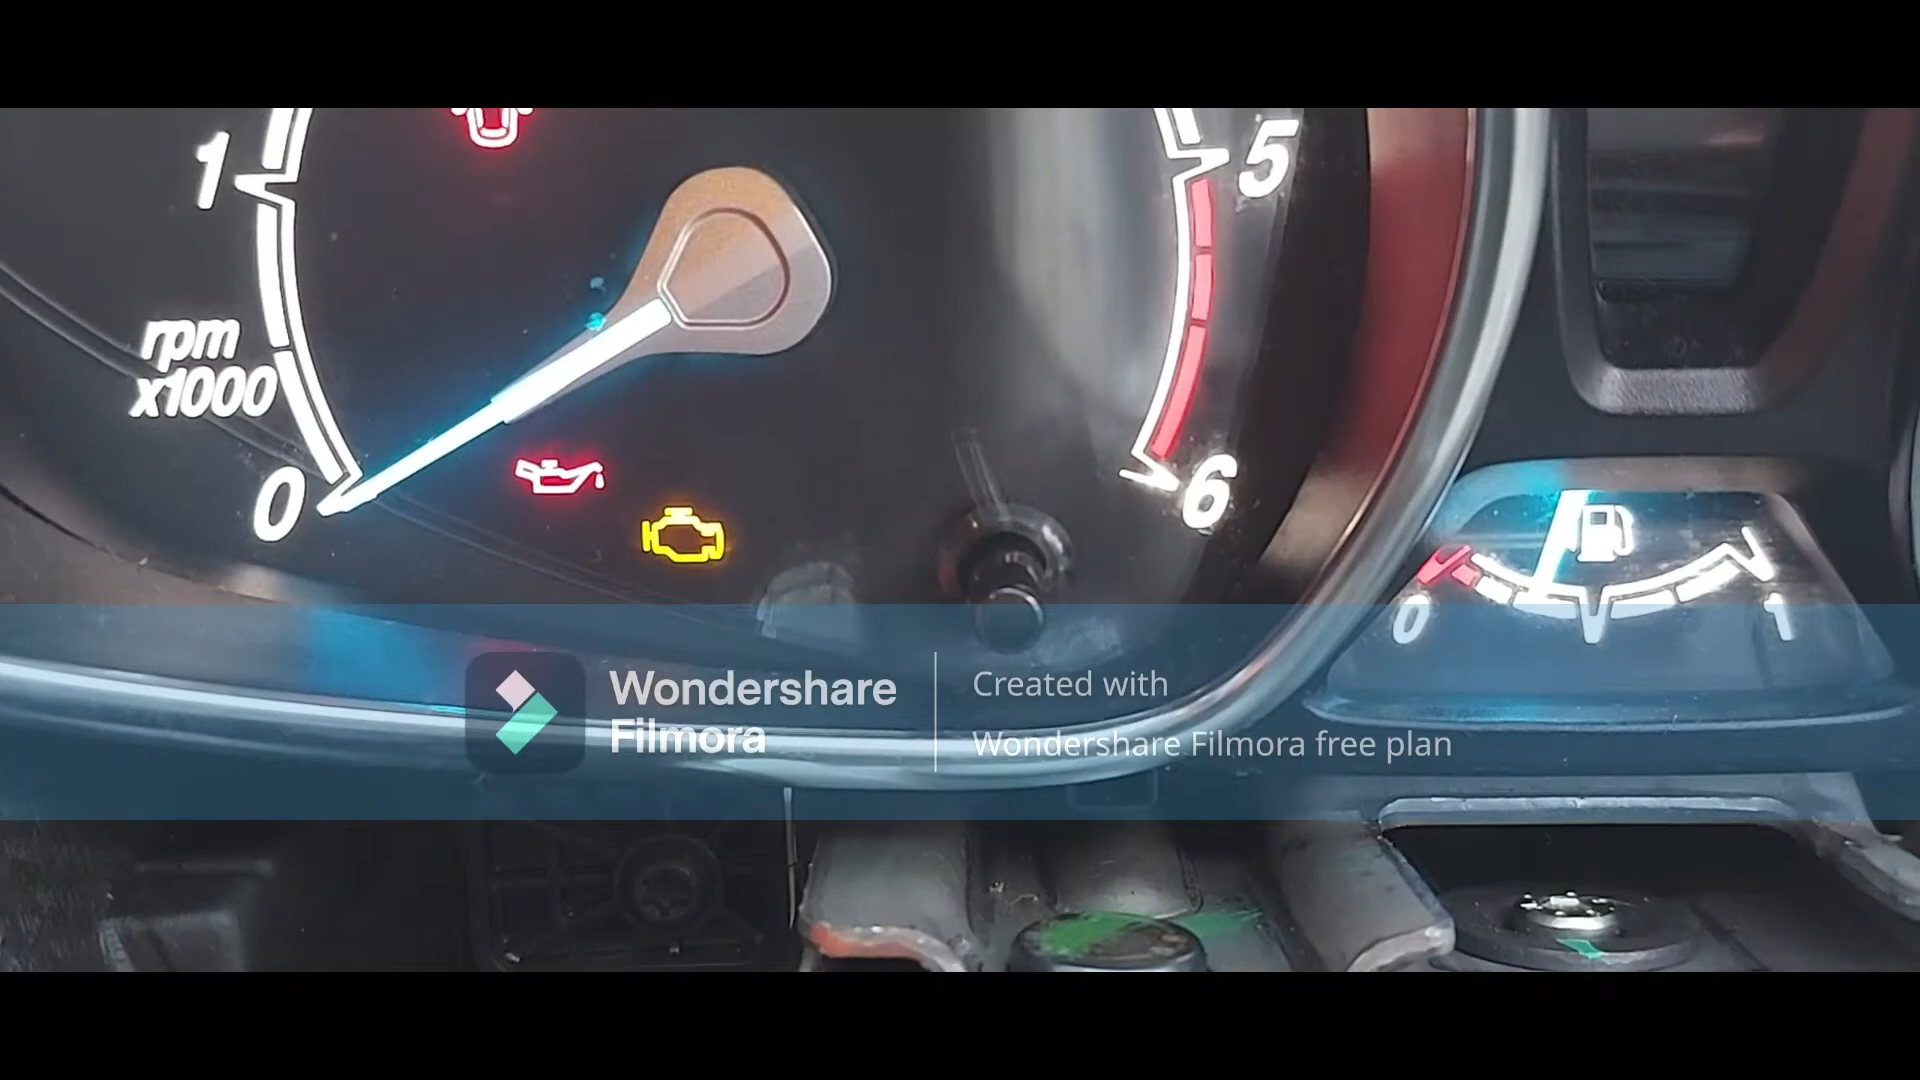 1
5
rpm
x1000
0
6
0
1
Wondershare
Filmora
Created with
Wondershare Filmora free plan